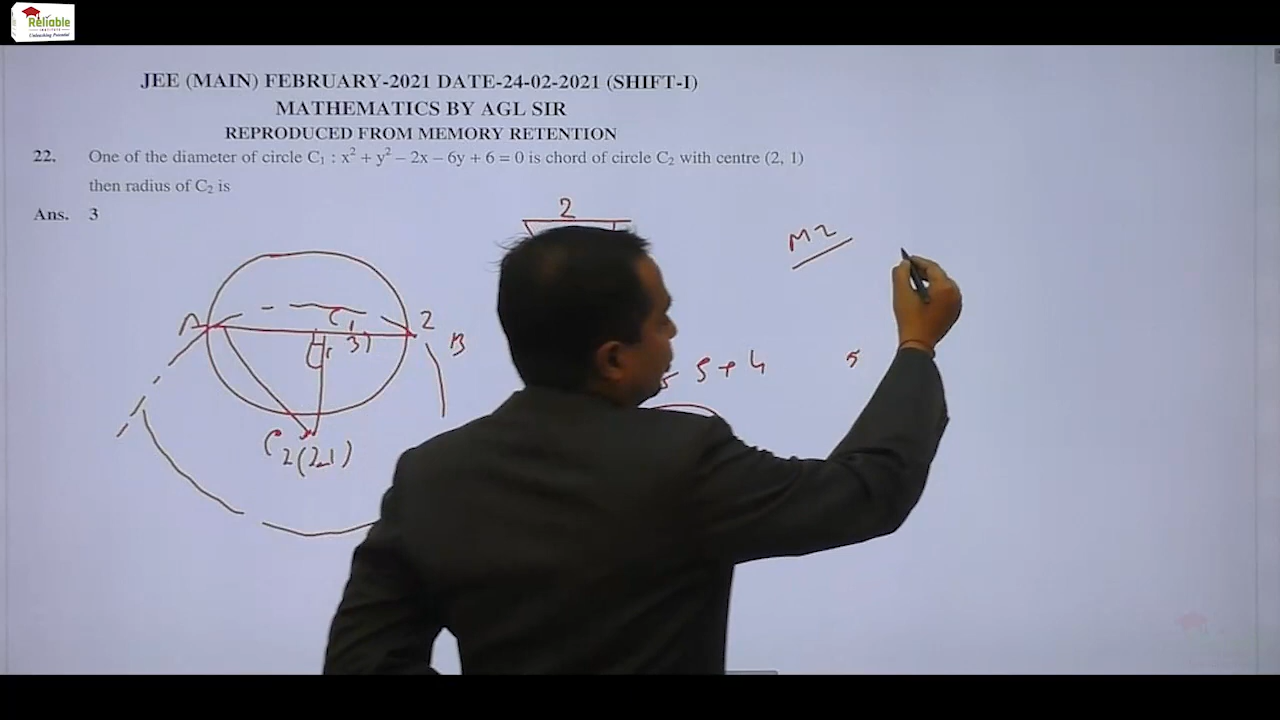 Reliable
INSTITUTE
Unleashing Potential
JEE (MAIN) FEBRUARY-2021 DATE-24-02-2021 (SHIFT-I)
MATHEMATICS BY AGL SIR
REPRODUCED FROM MEMORY RETENTION
22. One of the diameter of circle C₁ : x² + y² – 2x – 6y + 6 = 0 is chord of circle C₂ with centre (2, 1)
then radius of C₂ is
Ans. 3
2
M2
A
C1
2
B
3)
5 + 4
C2(2,1)